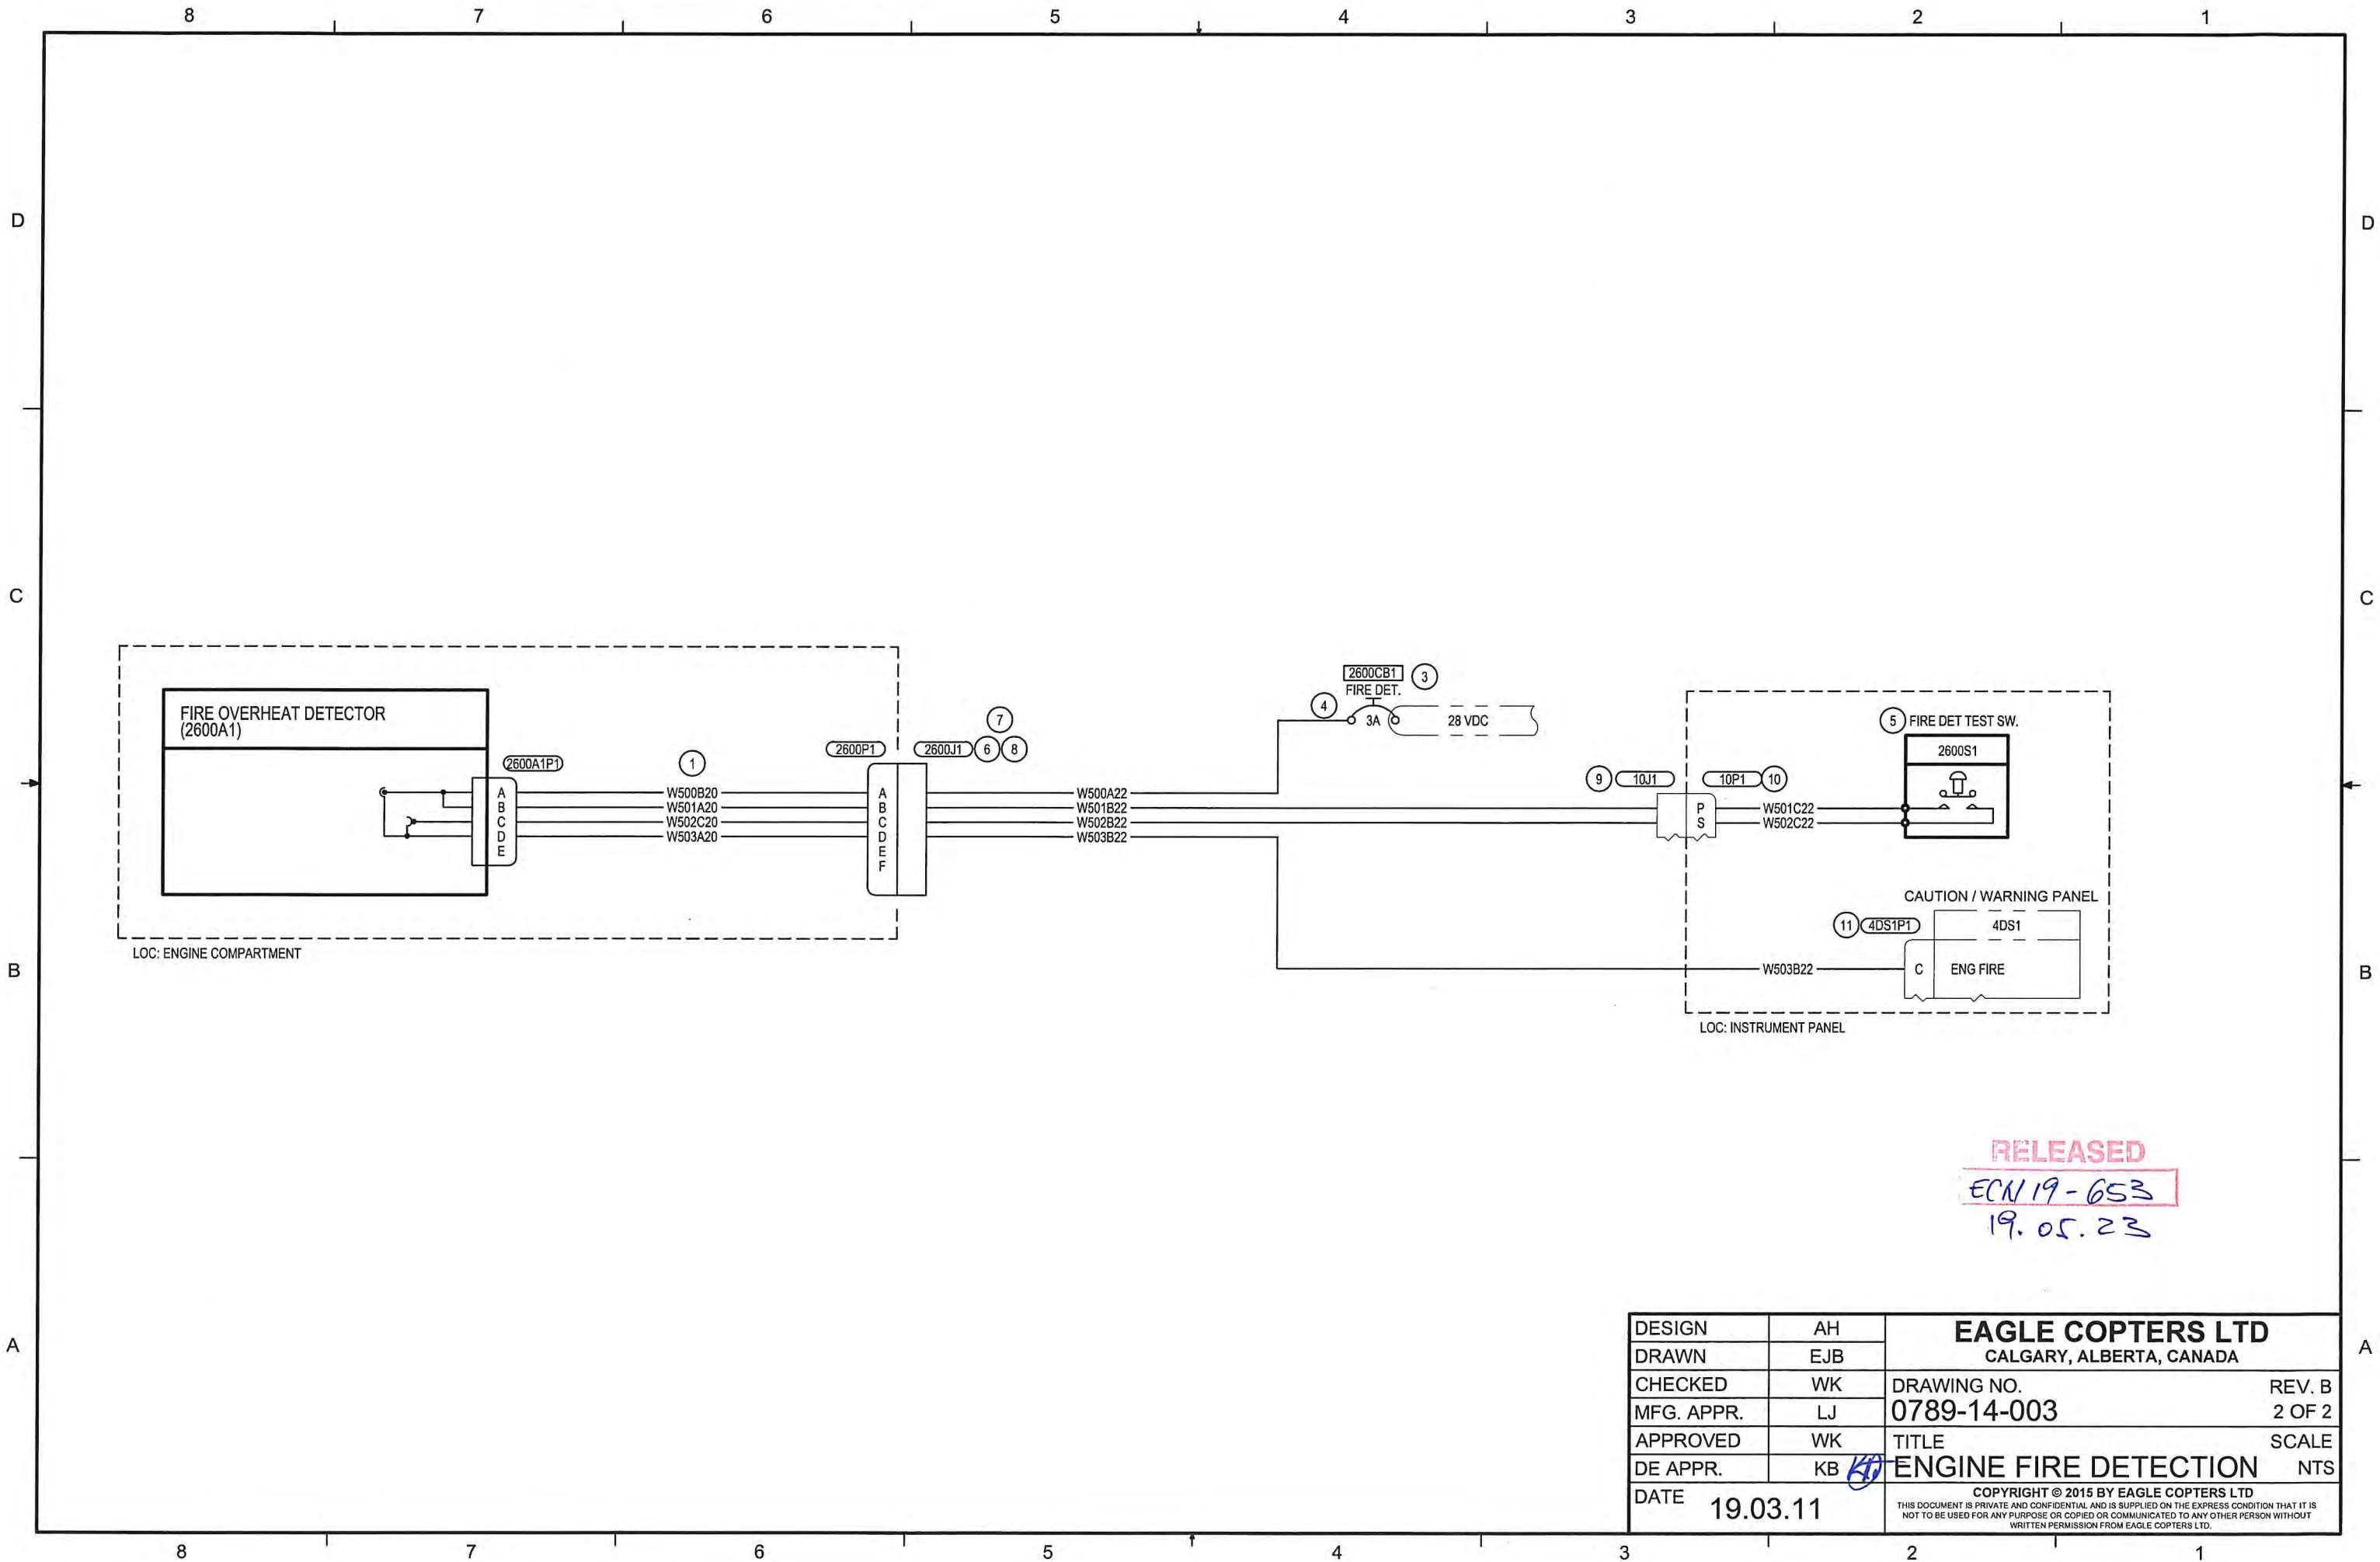 8 7 6 5 4 3 2 1
D D
C C
FIRE OVERHEAT DETECTOR
(2600A1)
2600A1P1
1
A
B
C
D
E
W500B20
W501A20
W502C20
W503A20
2600P1
7
2600J1 6 8
A
B
C
D
E
F
LOC: ENGINE COMPARTMENT
W500A22
W501B22
W502B22
W503B22
2600CB1 3
FIRE DET.
4
3A
28 VDC
9 10J1
10P1 10
P
S
W501C22
W502C22
5 FIRE DET TEST SW.
2600S1
CAUTION / WARNING PANEL
11 4DS1P1
4DS1
W503B22
C ENG FIRE
LOC: INSTRUMENT PANEL
B B
RELEASED
ECN 19-653
19.05.23
A A
DESIGN AH
DRAWN EJB
CHECKED WK
MFG. APPR. LJ
APPROVED WK
DE APPR. KB
DATE 19.03.11
EAGLE COPTERS LTD
CALGARY, ALBERTA, CANADA
DRAWING NO. REV. B
0789-14-003 2 OF 2
TITLE SCALE
ENGINE FIRE DETECTION NTS
COPYRIGHT © 2015 BY EAGLE COPTERS LTD
THIS DOCUMENT IS PRIVATE AND CONFIDENTIAL AND IS SUPPLIED ON THE EXPRESS CONDITION THAT IT IS
NOT TO BE USED FOR ANY PURPOSE OR COPIED OR COMMUNICATED TO ANY OTHER PERSON WITHOUT
WRITTEN PERMISSION FROM EAGLE COPTERS LTD.
8 7 6 5 4 3 2 1